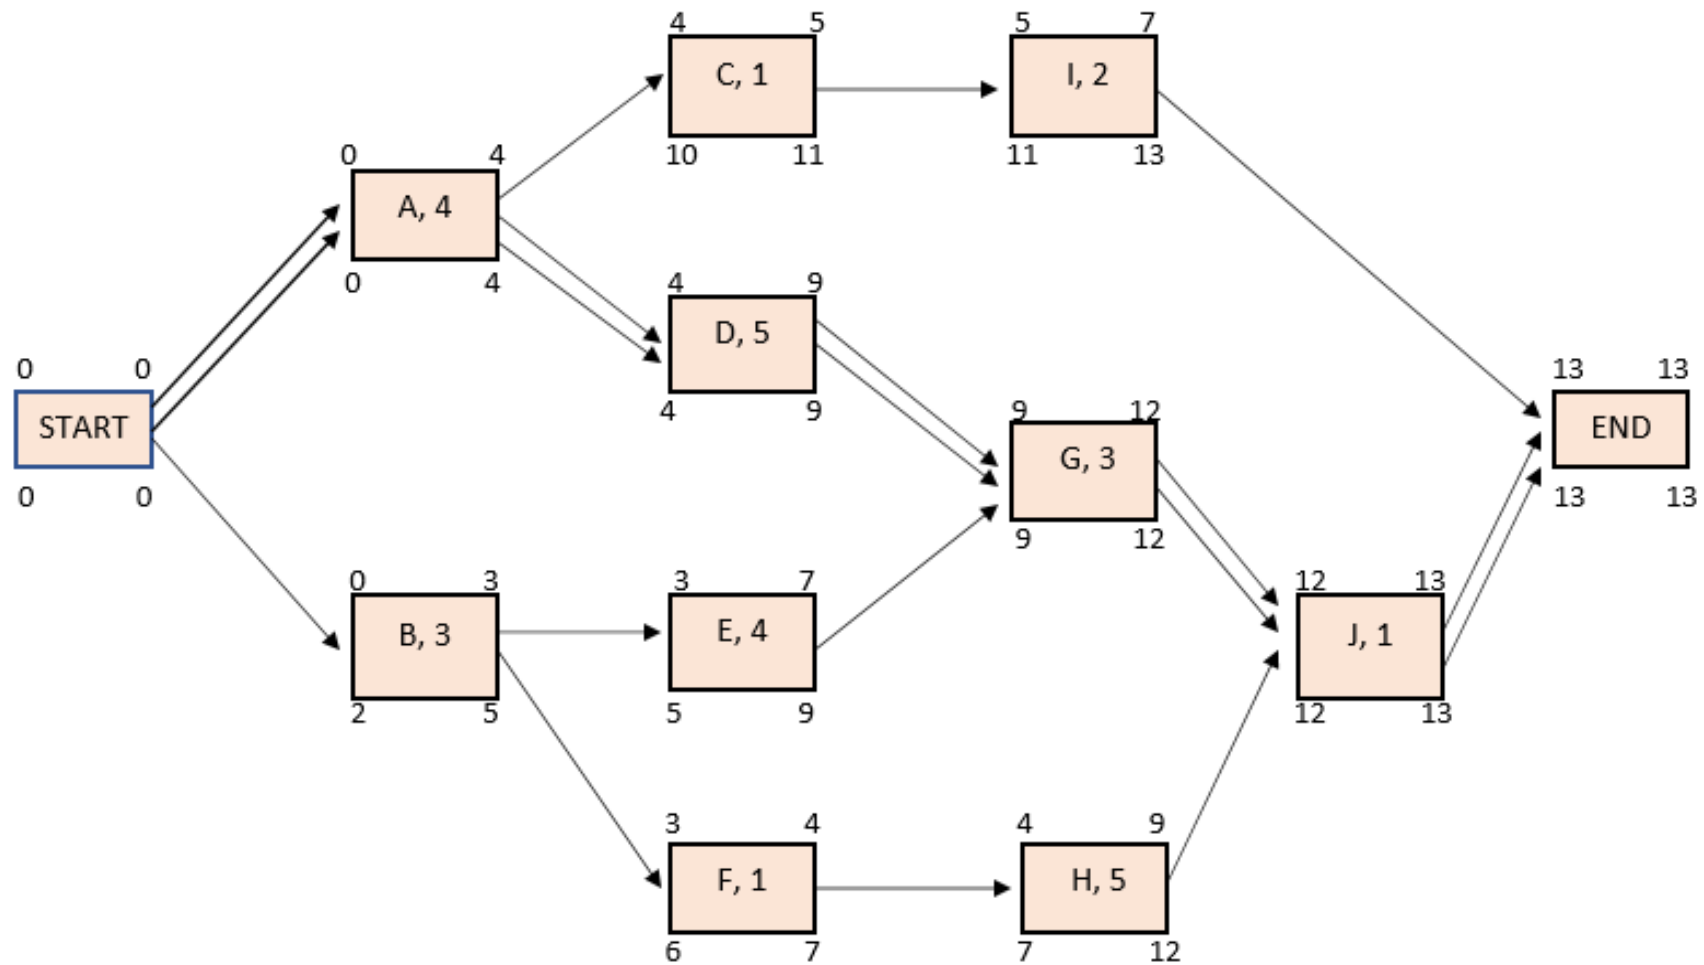 4 5 5 7
C, 1 I, 2
10 11 11 13
0 4
A, 4
0 4
4 9
D, 5
4 9
0 0
START
0 0
9 12
G, 3
9 12
13 13
END
13 13
0 3 3 7
B, 3 E, 4
2 5 5 9
12 13
J, 1
12 13
3 4 4 9
F, 1 H, 5
6 7 7 12